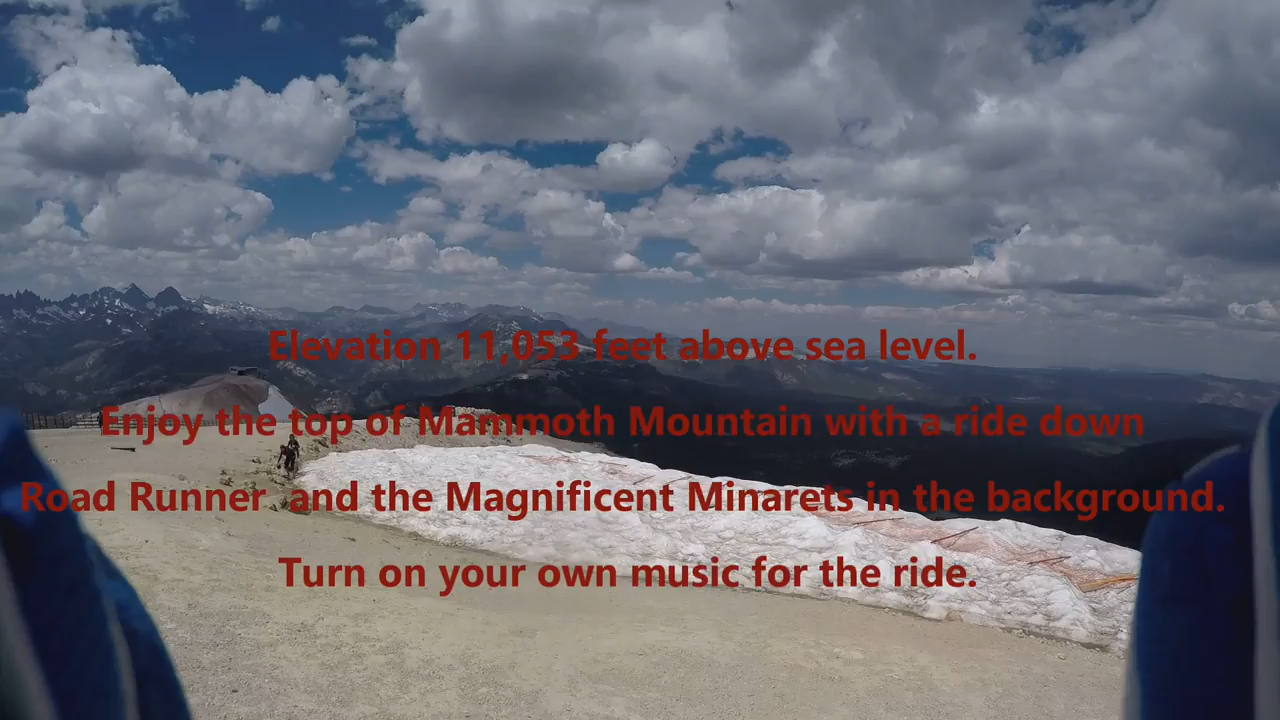 Elevation 11,053 feet above sea level.
Enjoy the top of Mammoth Mountain with a ride down
Road Runner  and the Magnificent Minarets in the background.
Turn on your own music for the ride.